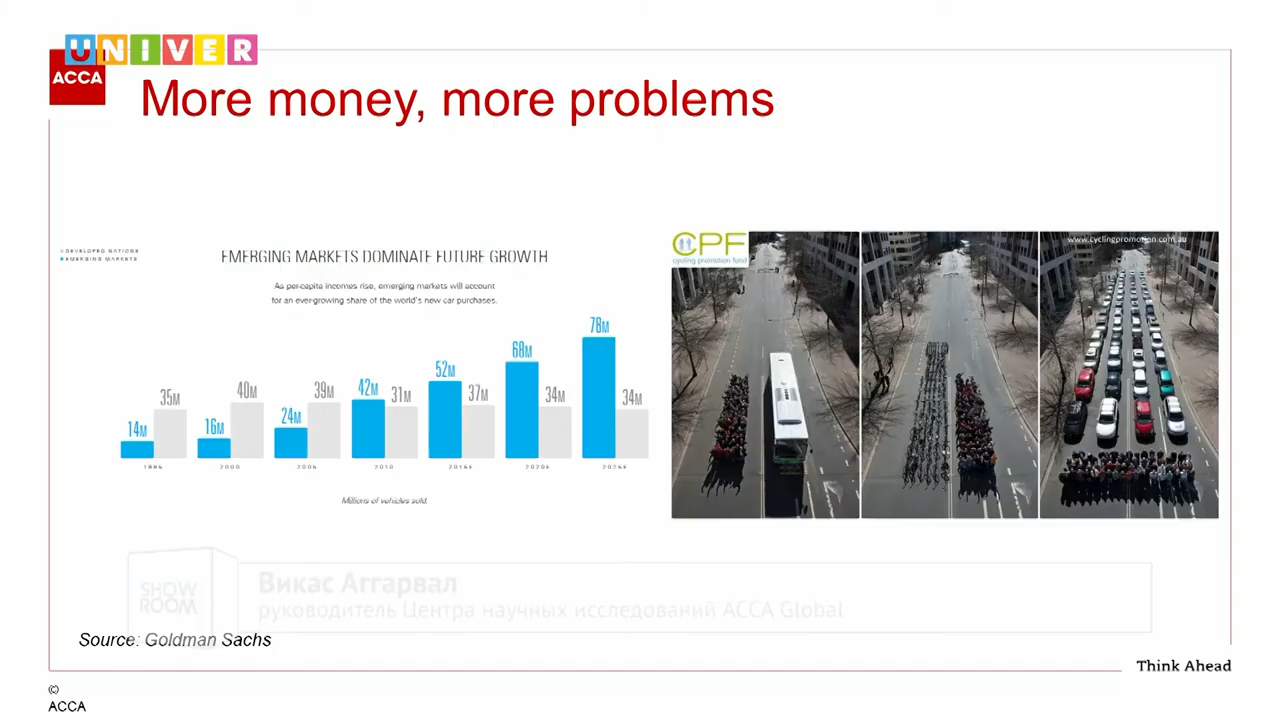 UNIVER
ACCA
More money, more problems
DEVELOPED NATIONS
EMERGING MARKETS
EMERGING MARKETS DOMINATE FUTURE GROWTH
As per-capita incomes rise, emerging markets will account
for an ever-growing share of the world's new car purchases.
14M 35M 16M 40M 24M 39M 42M 31M 52M 37M 68M 34M 78M 34M
2000 2010
Millions of vehicles sold.
CPF
cycling promotion fund
www.cyclingpromotion.com.au
SHOW
ROOM
Викас Аггарвал
руководитель Центра научных исследований ACCA Global
Source: Goldman Sachs
Think Ahead
©
ACCA